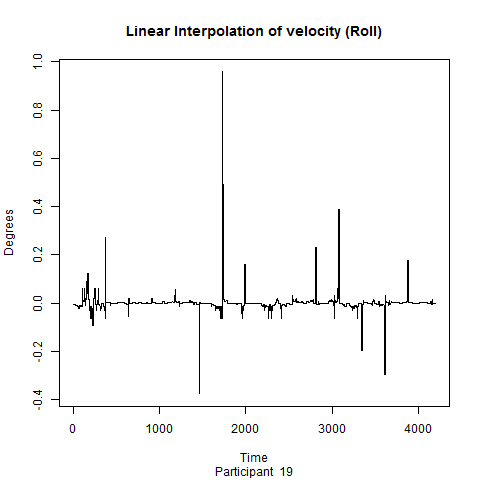 Linear Interpolation of velocity (Roll)
Degrees
1.0
0.8
0.6
0.4
0.2
0.0
-0.2
-0.4
0 1000 2000 3000 4000
Time
Participant 19